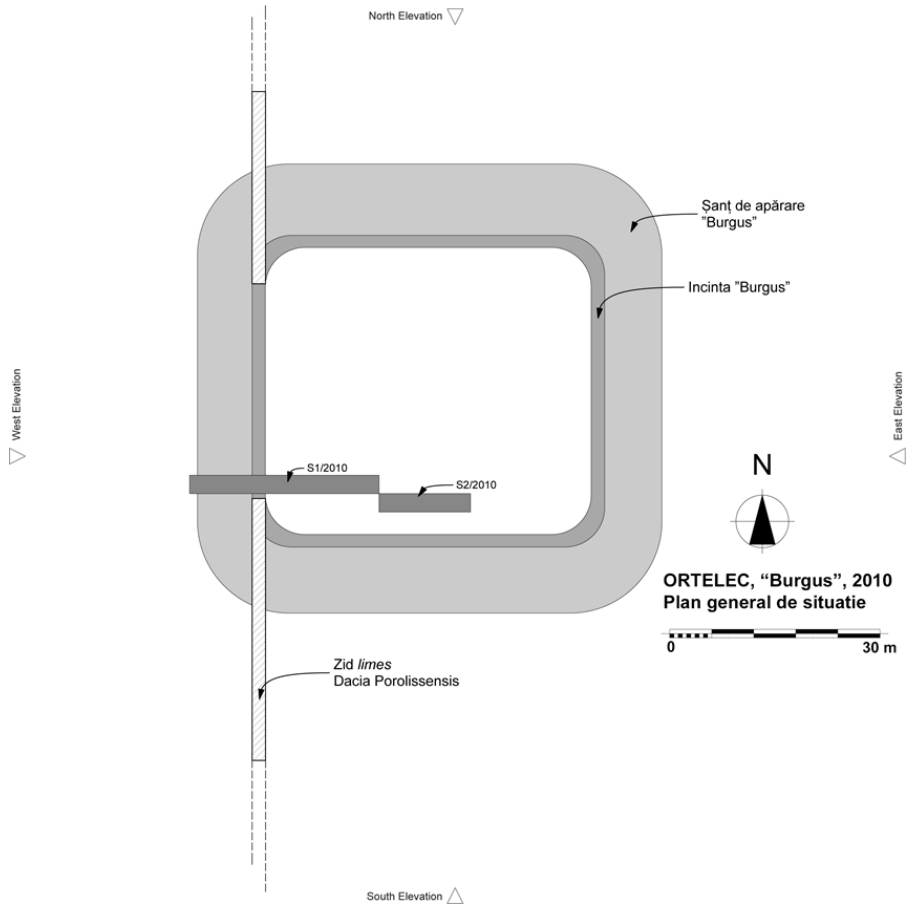 North Elevation
Șanț de apărare
"Burgus"
Incinta "Burgus"
West Elevation
East Elevation
S1/2010
S2/2010
N
ORTELEC, “Burgus”, 2010
Plan general de situatie
0 30 m
Zid limes
Dacia Porolissensis
South Elevation